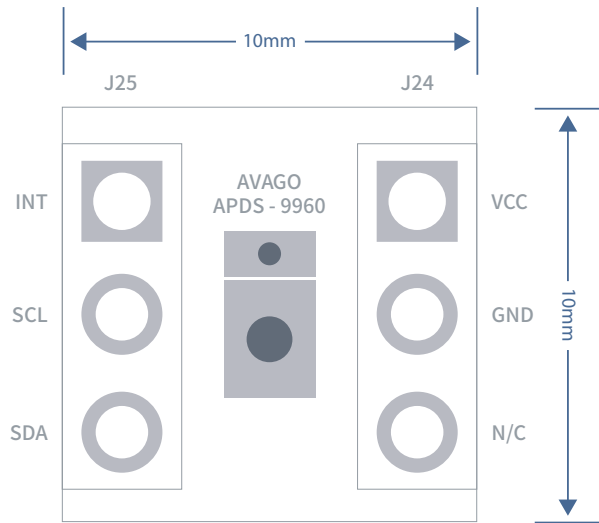 10mm
J25
J24
AVAGO
APDS - 9960
INT
VCC
SCL
GND
10mm
SDA
N/C